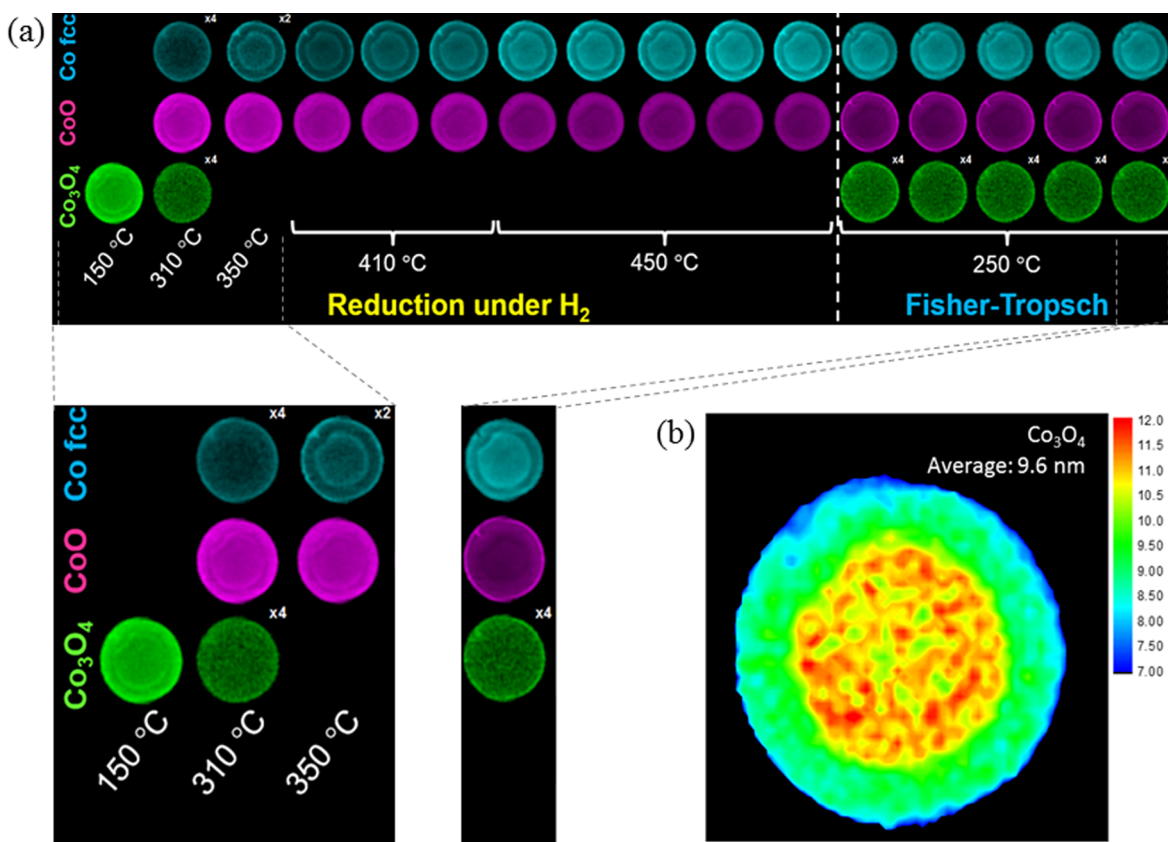 (a)
Co fcc
x4
x2
CoO
Co₃O₄
x4
x4
x4
x4
x4
x
150 °C
310 °C
350 °C
410 °C
450 °C
250 °C
Reduction under H₂
Fisher-Tropsch
Co fcc
x4
x2
CoO
Co₃O₄
x4
150 °C
310 °C
350 °C
x4
(b)
Co₃O₄
Average: 9.6 nm
12.0
11.5
11.0
10.5
10.0
9.50
9.00
8.50
8.00
7.50
7.00